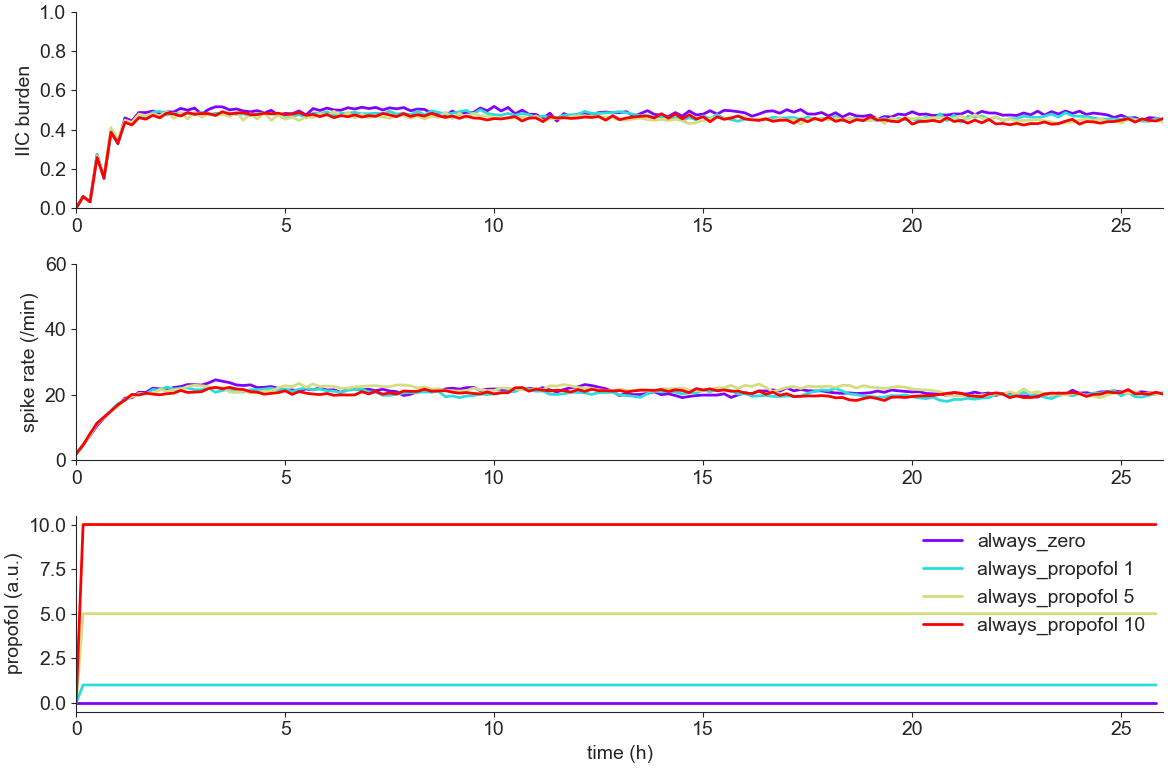 IIC burden
1.0
0.8
0.6
0.4
0.2
0.0
0 5 10 15 20 25
spike rate (/min)
60
40
20
0
0 5 10 15 20 25
propofol (a.u.)
10.0
7.5
5.0
2.5
0.0
always_zero
always_propofol 1
always_propofol 5
always_propofol 10
0 5 10 15 20 25
time (h)